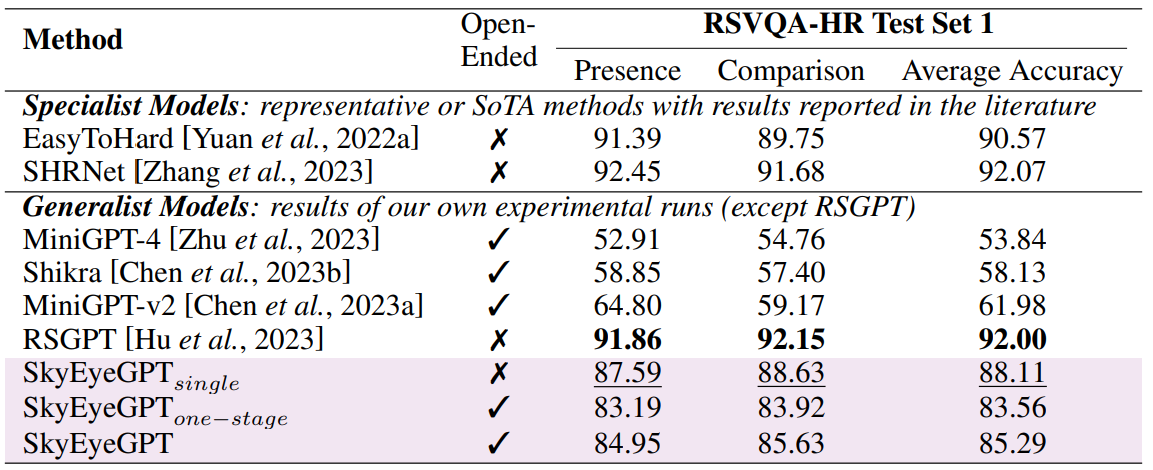 Method Open-Ended RSVQA-HR Test Set 1
Presence Comparison Average Accuracy
Specialist Models: representative or SoTA methods with results reported in the literature
EasyToHard [Yuan et al., 2022a] ✗ 91.39 89.75 90.57
SHRNet [Zhang et al., 2023] ✗ 92.45 91.68 92.07
Generalist Models: results of our own experimental runs (except RSGPT)
MiniGPT-4 [Zhu et al., 2023] ✓ 52.91 54.76 53.84
Shikra [Chen et al., 2023b] ✓ 58.85 57.40 58.13
MiniGPT-v2 [Chen et al., 2023a] ✓ 64.80 59.17 61.98
RSGPT [Hu et al., 2023] ✗ 91.86 92.15 92.00
SkyEyeGPT single ✗ 87.59 88.63 88.11
SkyEyeGPT one−stage ✓ 83.19 83.92 83.56
SkyEyeGPT ✓ 84.95 85.63 85.29